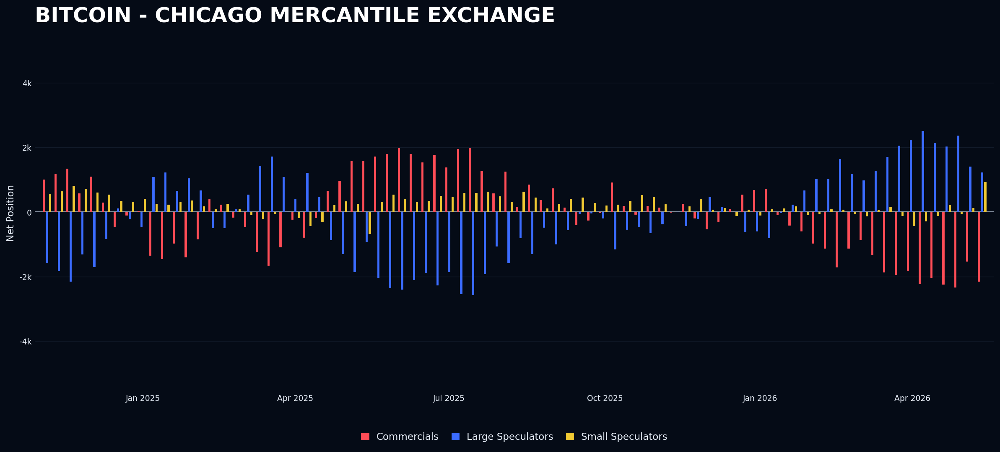 BITCOIN - CHICAGO MERCANTILE EXCHANGE
Net Position
4k
2k
0
-2k
-4k
Jan 2025
Apr 2025
Jul 2025
Oct 2025
Jan 2026
Apr 2026
Commercials
Large Speculators
Small Speculators